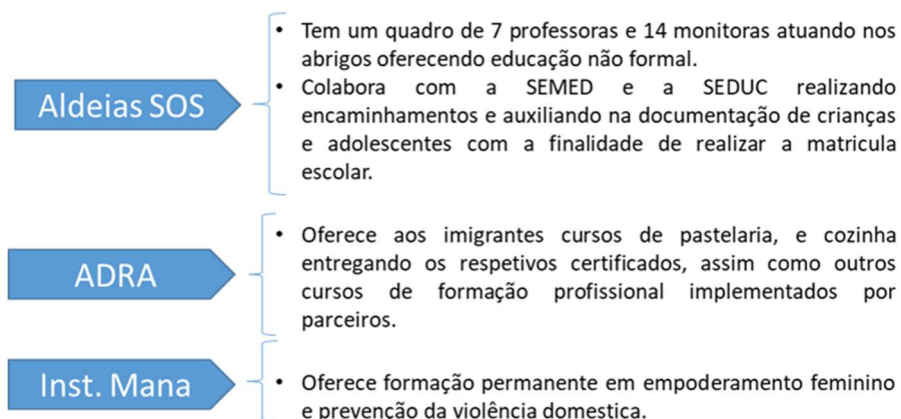 Aldeias SOS
• Tem um quadro de 7 professoras e 14 monitoras atuando nos
abrigos oferecendo educação não formal.
• Colabora com a SEMED e a SEDUC realizando
encaminhamentos e auxiliando na documentação de crianças
e adolescentes com a finalidade de realizar a matricula
escolar.
ADRA
• Oferece aos imigrantes cursos de pastelaria, e cozinha
entregando os respetivos certificados, assim como outros
cursos de formação profissional implementados por
parceiros.
Inst. Mana
• Oferece formação permanente em empoderamento feminino
e prevenção da violência domestica.